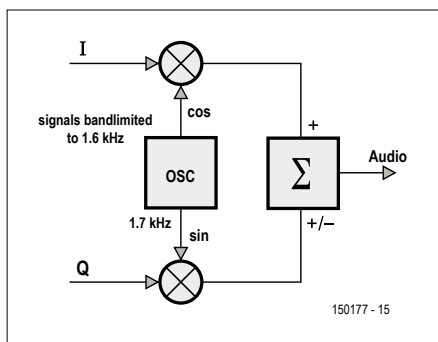 I
signals bandlimited
to 1.6 kHz
cos
+
OSC
Σ
Audio
1.7 kHz
sin
+/–
Q
150177 - 15